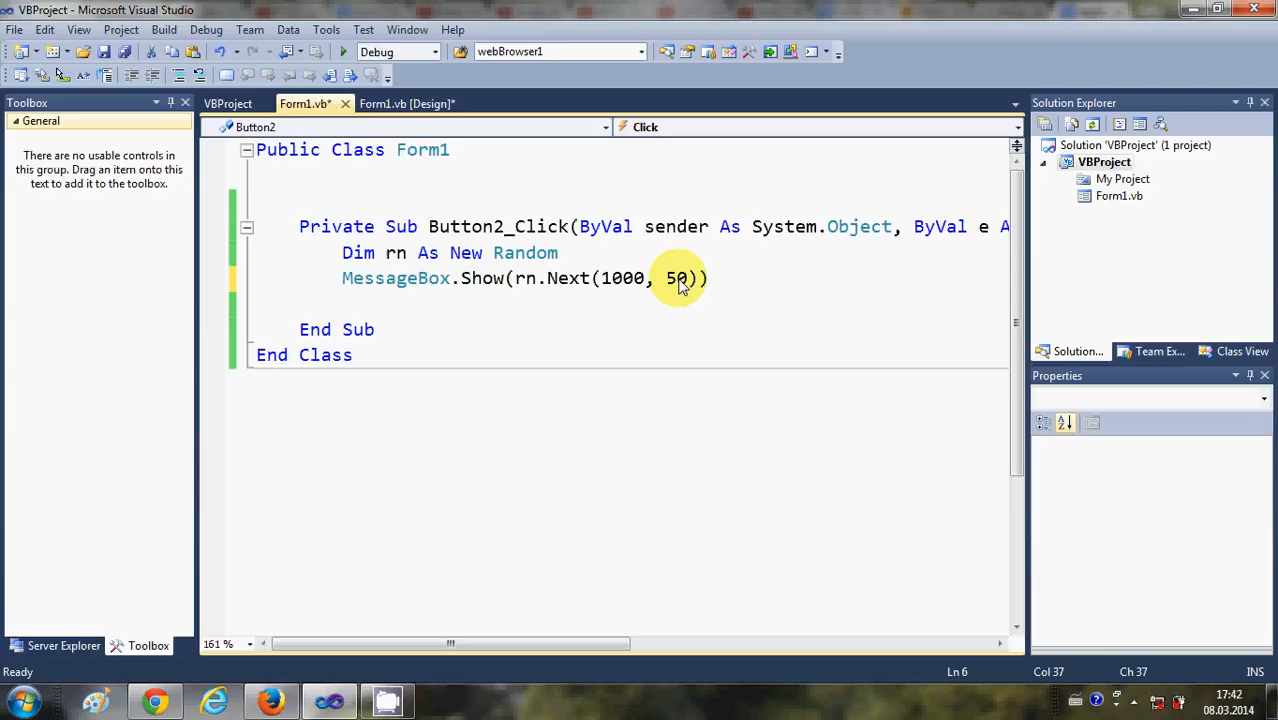 VBProject - Microsoft Visual Studio
File Edit View Project Build Debug Team Data Tools Test Window Help
Debug webBrowser1
Toolbox
General
There are no usable controls in this group. Drag an item onto this text to add it to the toolbox.
Server Explorer Toolbox
VBProject Form1.vb* Form1.vb [Design]*
Button2 Click
Public Class Form1
Private Sub Button2_Click(ByVal sender As System.Object, ByVal e A
Dim rn As New Random
MessageBox.Show(rn.Next(1000, 50))
End Sub
End Class
161 %
Solution Explorer
Solution 'VBProject' (1 project)
VBProject
My Project
Form1.vb
Solution... Team Ex... Class View
Properties
Ready Ln 6 Col 37 Ch 37 INS
17:42
08.03.2014